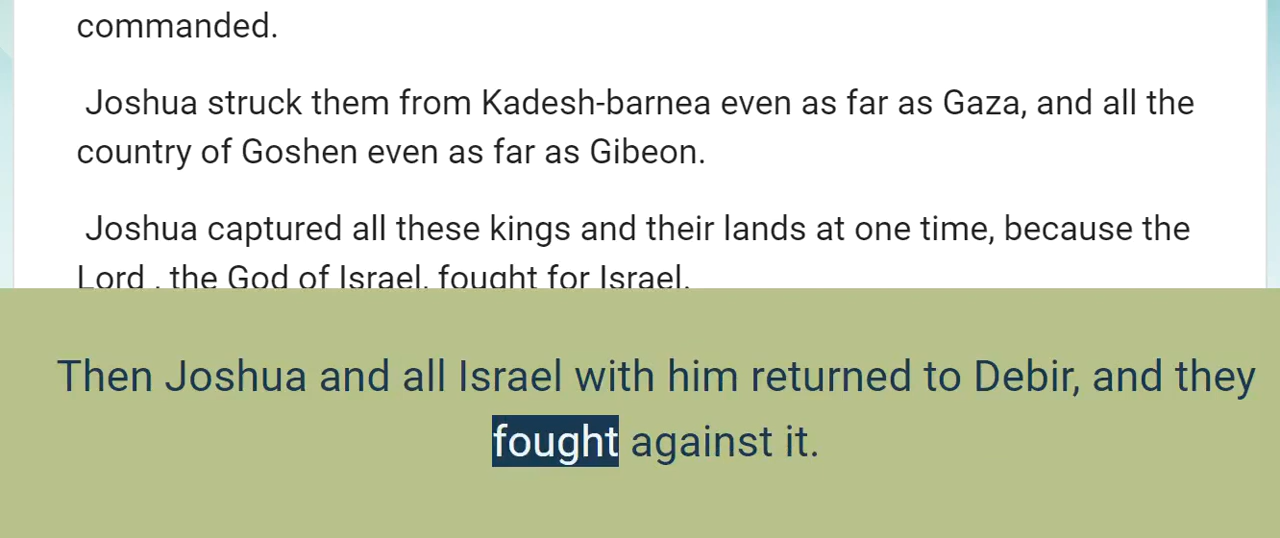 commanded.
Joshua struck them from Kadesh-barnea even as far as Gaza, and all the
country of Goshen even as far as Gibeon.
Joshua captured all these kings and their lands at one time, because the
Lord , the God of Israel, fought for Israel.
Then Joshua and all Israel with him returned to Debir, and they
fought against it.